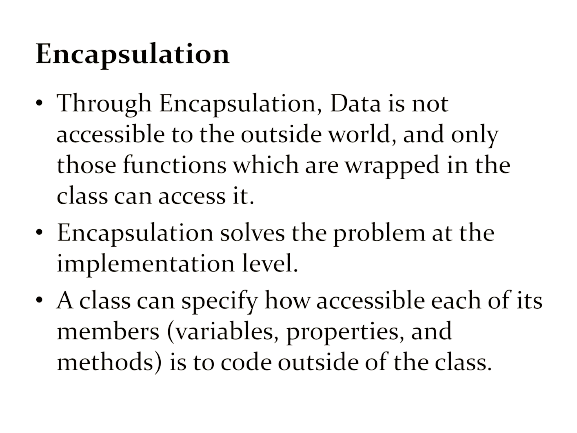 Encapsulation
• Through Encapsulation, Data is not
accessible to the outside world, and only
those functions which are wrapped in the
class can access it.
• Encapsulation solves the problem at the
implementation level.
• A class can specify how accessible each of its
members (variables, properties, and
methods) is to code outside of the class.